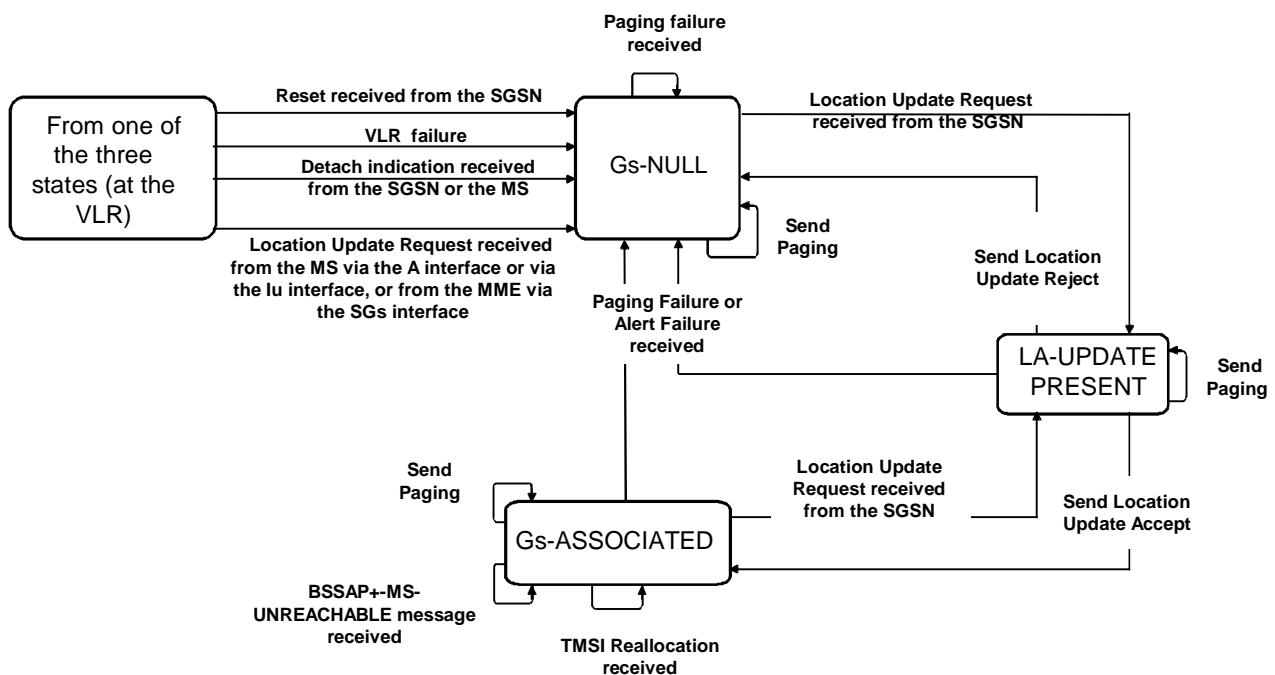 Paging failure
received
Reset received from the SGSN
Location Update Request
received from the SGSN
From one of
the three
states (at the
VLR)
VLR failure
Gs-NULL
Detach indication received
from the SGSN or the MS
Send
Paging
Location Update Request received
from the MS via the A interface or via
the Iu interface, or from the MME via
the SGs interface
Send Location
Update Reject
Paging Failure or
Alert Failure
received
LA-UPDATE
PRESENT
Send
Paging
Send
Paging
Location Update
Request received
from the SGSN
Send Location
Update Accept
Gs-ASSOCIATED
BSSAP+-MS-
UNREACHABLE message
received
TMSI Reallocation
received